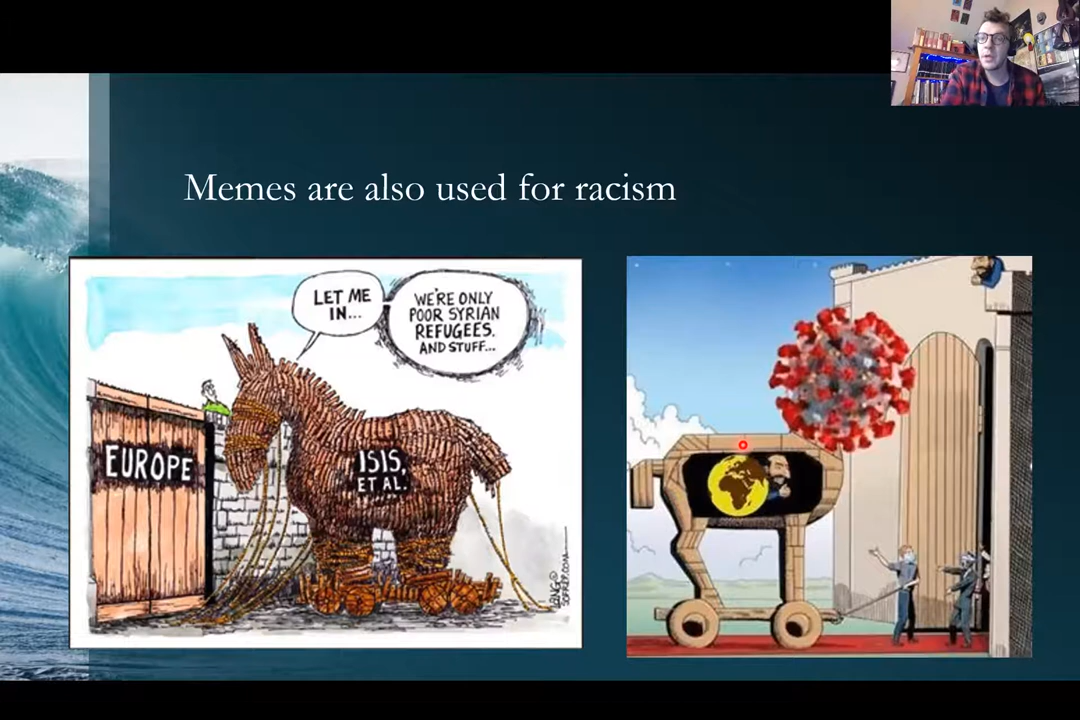 Memes are also used for racism
LET ME
IN...
WE'RE ONLY
POOR SYRIAN
REFUGEES.
AND STUFF...
EUROPE
ISIS,
ET AL.